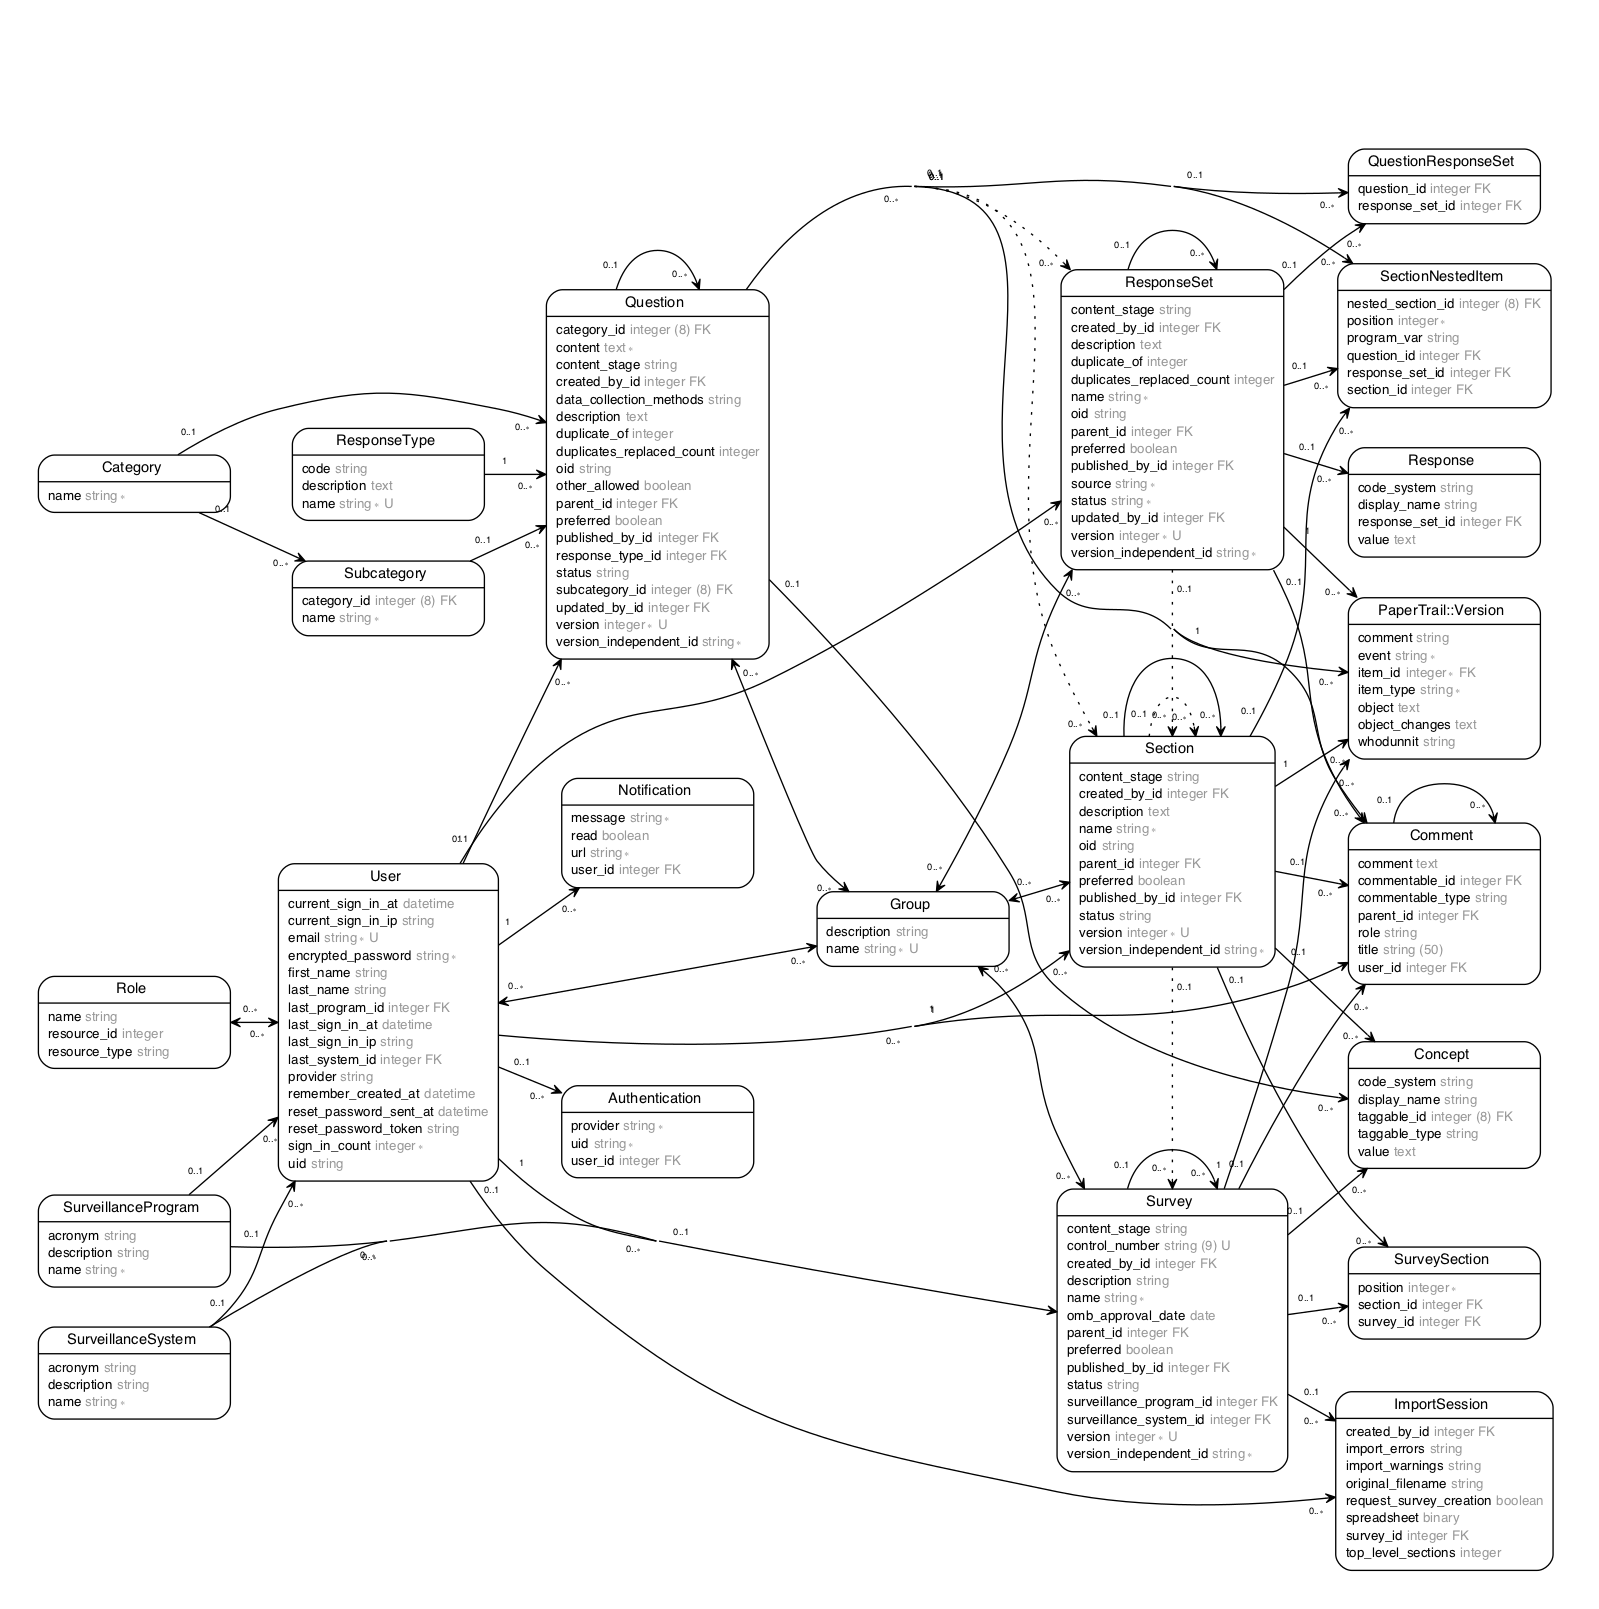 QuestionResponseSet
question_id integer FK
response_set_id integer FK
SectionNestedItem
nested_section_id integer (8) FK
position integer∗
program_var string
question_id integer FK
response_set_id integer FK
section_id integer FK
ResponseSet
content_stage string
created_by_id integer FK
description text
duplicate_of integer
duplicates_replaced_count integer
name string∗
oid string
parent_id integer FK
preferred boolean
published_by_id integer FK
source string∗
status string∗
updated_by_id integer FK
version integer∗ U
version_independent_id string∗
Question
category_id integer (8) FK
content text∗
content_stage string
created_by_id integer FK
data_collection_methods string
description text
duplicate_of integer
duplicates_replaced_count integer
oid string
other_allowed boolean
parent_id integer FK
preferred boolean
published_by_id integer FK
response_type_id integer FK
status string
subcategory_id integer (8) FK
updated_by_id integer FK
version integer∗ U
version_independent_id string∗
ResponseType
code string
description text
name string∗ U
Category
name string∗
Subcategory
category_id integer (8) FK
name string∗
Response
code_system string
display_name string
response_set_id integer FK
value text
PaperTrail::Version
comment string
event string∗
item_id integer∗ FK
item_type string∗
object text
object_changes text
whodunnit string
Section
content_stage string
created_by_id integer FK
description text
name string∗
oid string
parent_id integer FK
preferred boolean
published_by_id integer FK
status string
version integer∗ U
version_independent_id string∗
Notification
message string∗
read boolean
url string∗
user_id integer FK
Comment
comment text
commentable_id integer FK
commentable_type string
parent_id integer FK
role string
title string (50)
user_id integer FK
User
current_sign_in_at datetime
current_sign_in_ip string
email string∗ U
encrypted_password string∗
first_name string
last_name string
last_program_id integer FK
last_sign_in_at datetime
last_sign_in_ip string
last_system_id integer FK
provider string
remember_created_at datetime
reset_password_sent_at datetime
reset_password_token string
sign_in_count integer∗
uid string
Group
description string
name string∗ U
Role
name string
resource_id integer
resource_type string
Concept
code_system string
display_name string
taggable_id integer (8) FK
taggable_type string
value text
Authentication
provider string∗
uid string∗
user_id integer FK
SurveillanceProgram
acronym string
description string
name string∗
Survey
content_stage string
control_number string (9) U
created_by_id integer FK
description string
name string∗
omb_approval_date date
parent_id integer FK
preferred boolean
published_by_id integer FK
status string
surveillance_program_id integer FK
surveillance_system_id integer FK
version integer∗ U
version_independent_id string∗
SurveySection
position integer∗
section_id integer FK
survey_id integer FK
SurveillanceSystem
acronym string
description string
name string∗
ImportSession
created_by_id integer FK
import_errors string
import_warnings string
original_filename string
request_survey_creation boolean
spreadsheet binary
survey_id integer FK
top_level_sections integer